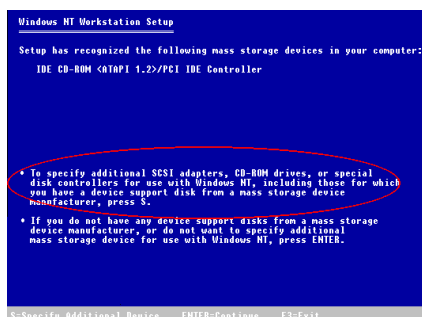 Windows NT Workstation Setup
Setup has recognized the following mass storage devices in your computer:
IDE CD-ROM <ATAPI 1.2>/PCI IDE Controller
• To specify additional SCSI adapters, CD-ROM drives, or special
disk controllers for use with Windows NT, including those for which
you have a device support disk from a mass storage device
manufacturer, press S.
• If you do not have any device support disks from a mass storage
device manufacturer, or do not want to specify additional
mass storage device for use with Windows NT, press ENTER.
S=Specify Additional Device ENTER=Continue F3=Exit